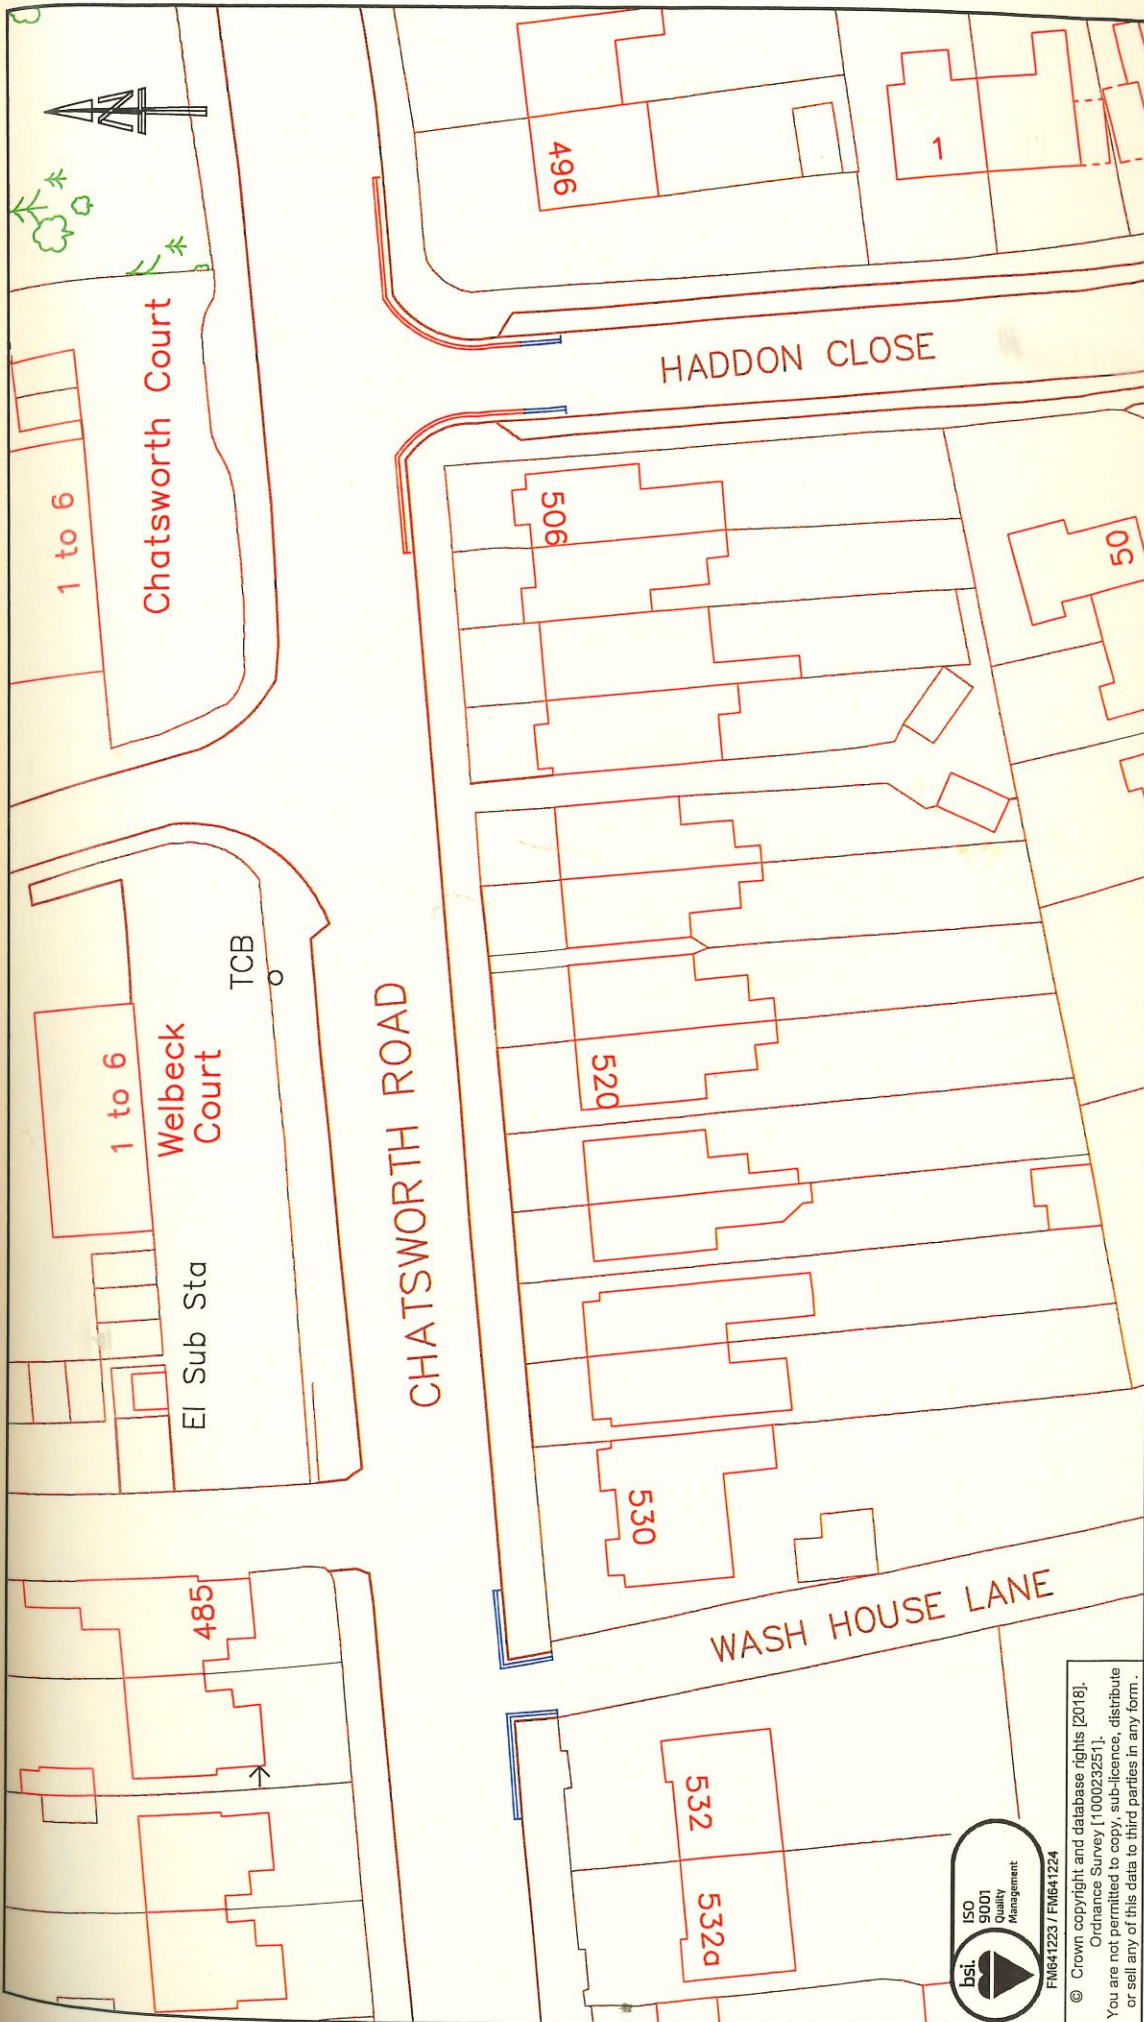 N
496
1
HADDON CLOSE
Chatsworth Court
1 to 6
506
50
TCB
1 to 6
Welbeck
Court
CHATSWORTH ROAD
520
El Sub Sta
530
485
WASH HOUSE LANE
532
532a
bsi.
ISO
9001
Quality
Management
FM641223 / FM641224
© Crown copyright and database rights [2018].
Ordnance Survey [100023251].
You are not permitted to copy, sub-licence, distribute
or sell any of this data to third parties in any form.